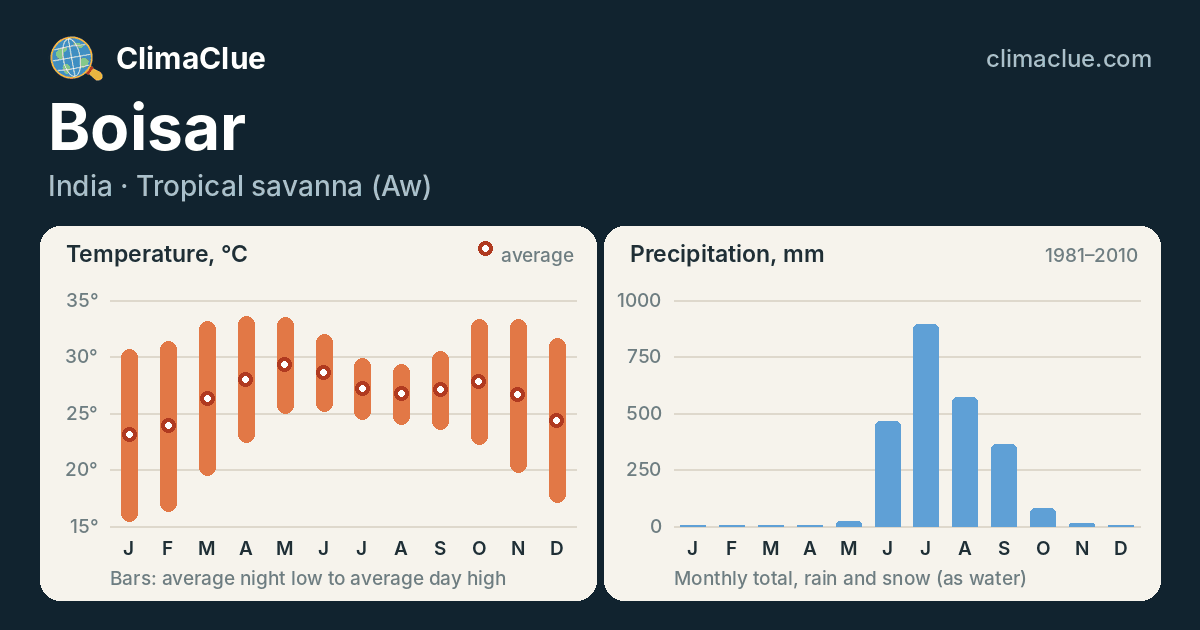 ClimaClue
climaclue.com
Boisar
India · Tropical savanna (Aw)
Temperature, °C
average
35°
30°
25°
20°
15°
J F M A M J J A S O N D
Bars: average night low to average day high
Precipitation, mm
1981–2010
1000
750
500
250
0
J F M A M J J A S O N D
Monthly total, rain and snow (as water)